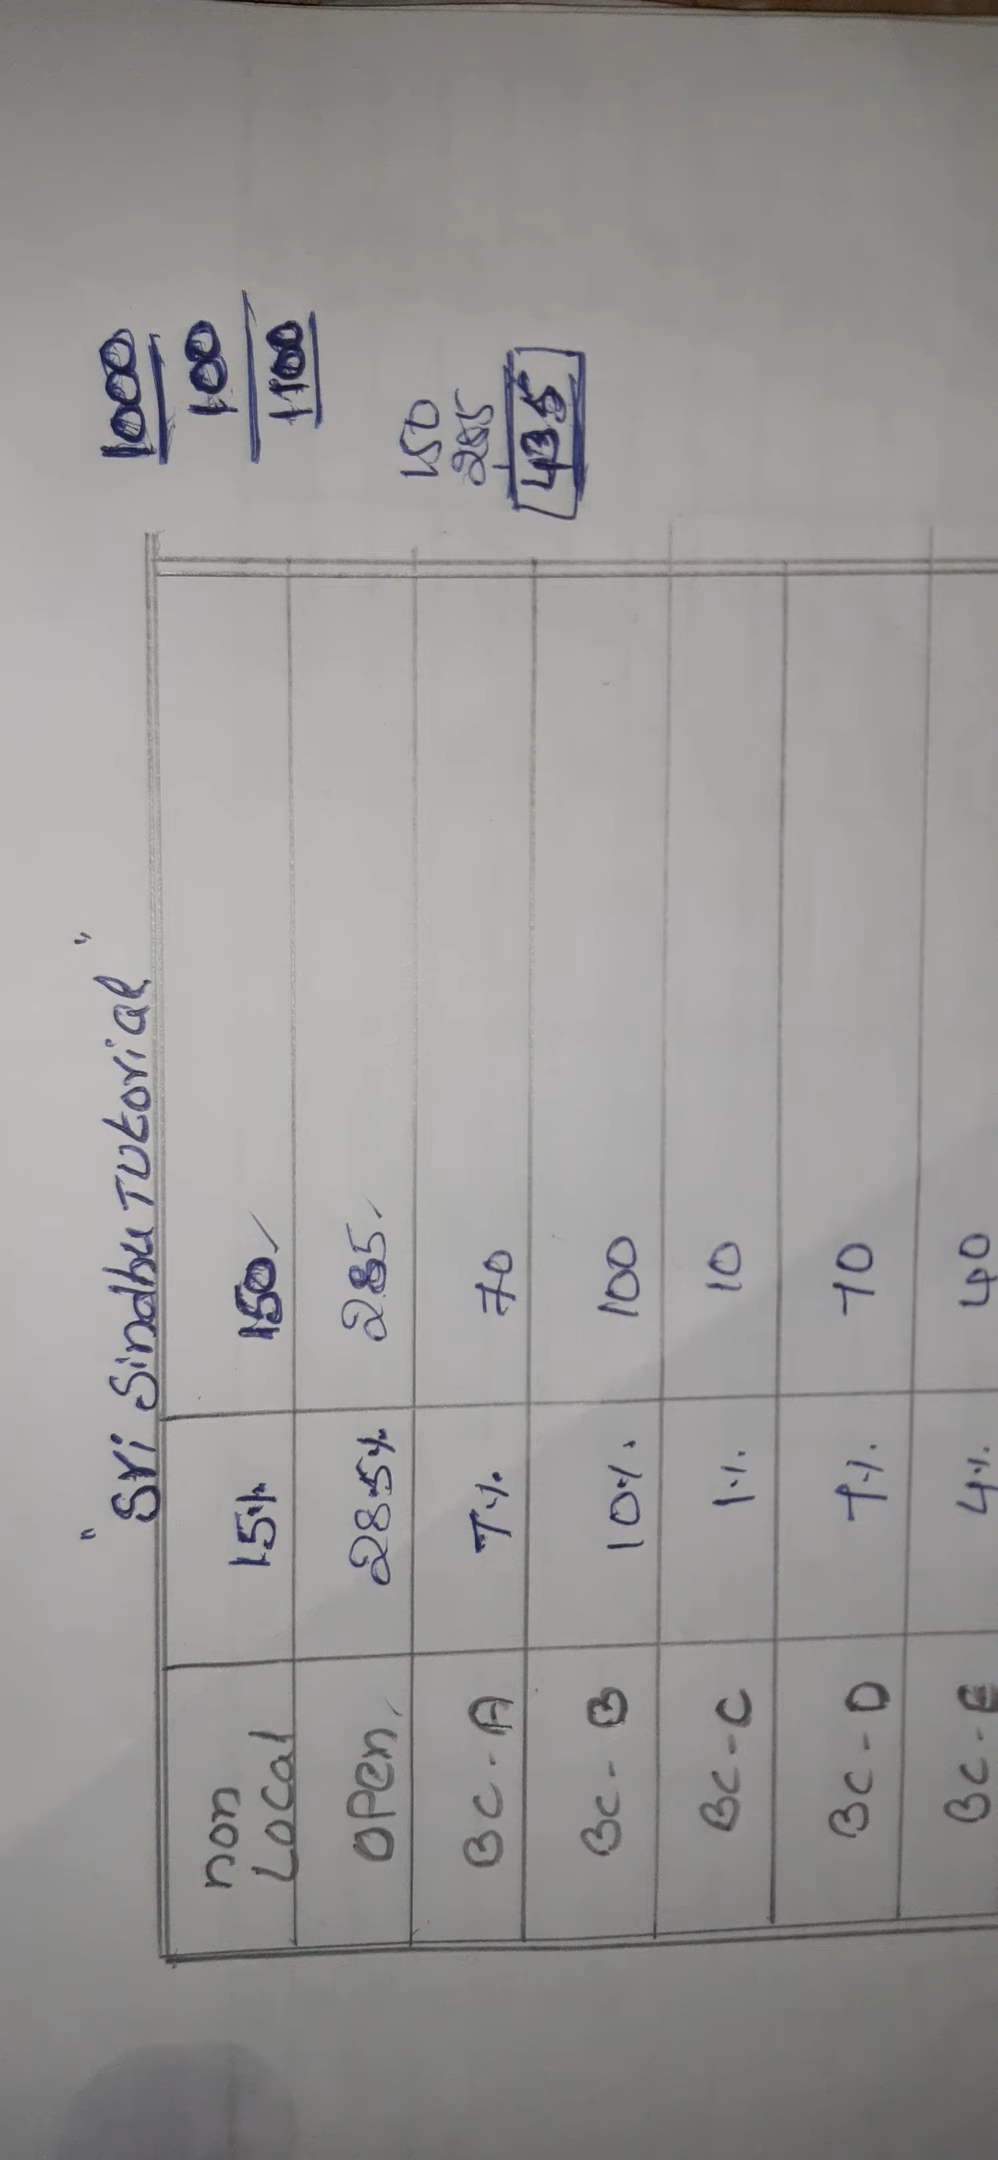 " Sri Sindhu Tutorial "
1000
100
1100
non Local 15% 150
150
285
435
OPen. 28.5% 285
BC-A 7% 70
BC-B 10% 100
BC-C 1% 10
BC-D 7% 70
BC-E 4% 40